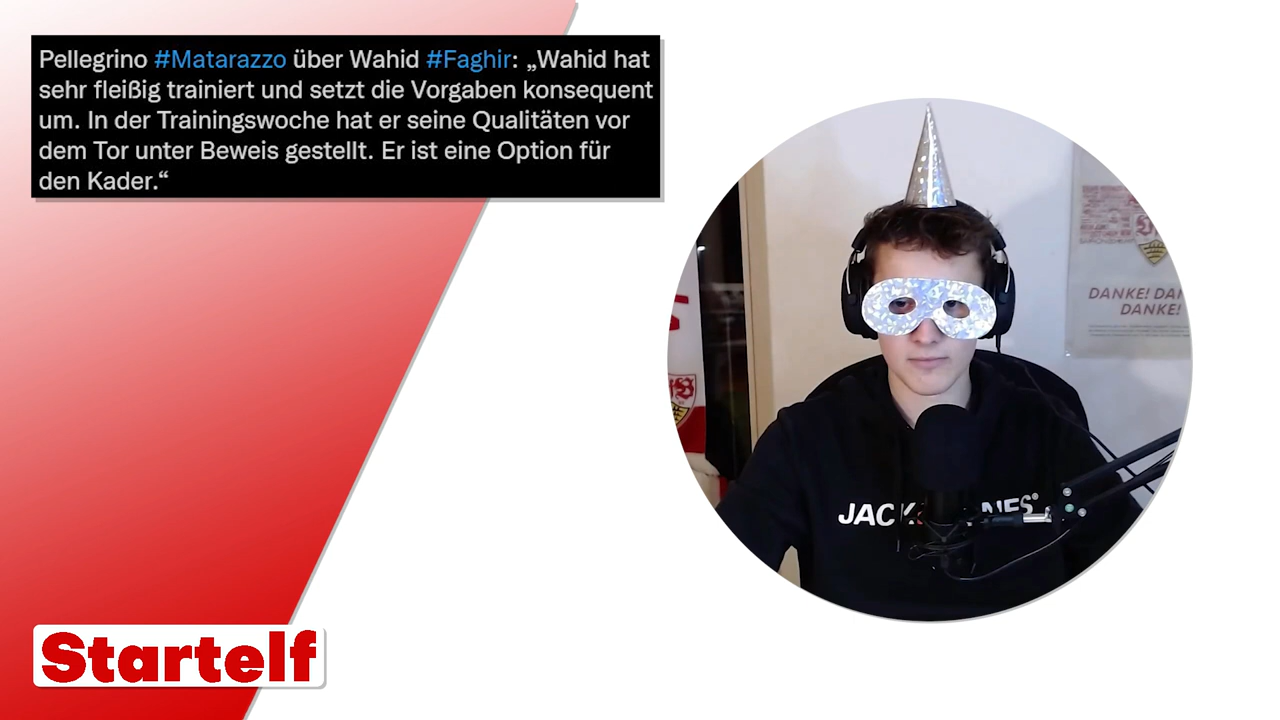 Pellegrino #Matarazzo über Wahid #Faghir: „Wahid hat
sehr fleißig trainiert und setzt die Vorgaben konsequent
um. In der Trainingswoche hat er seine Qualitäten vor
dem Tor unter Beweis gestellt. Er ist eine Option für
den Kader.“
DANKE! DAN
DANKE!
JACK NES®
Startelf